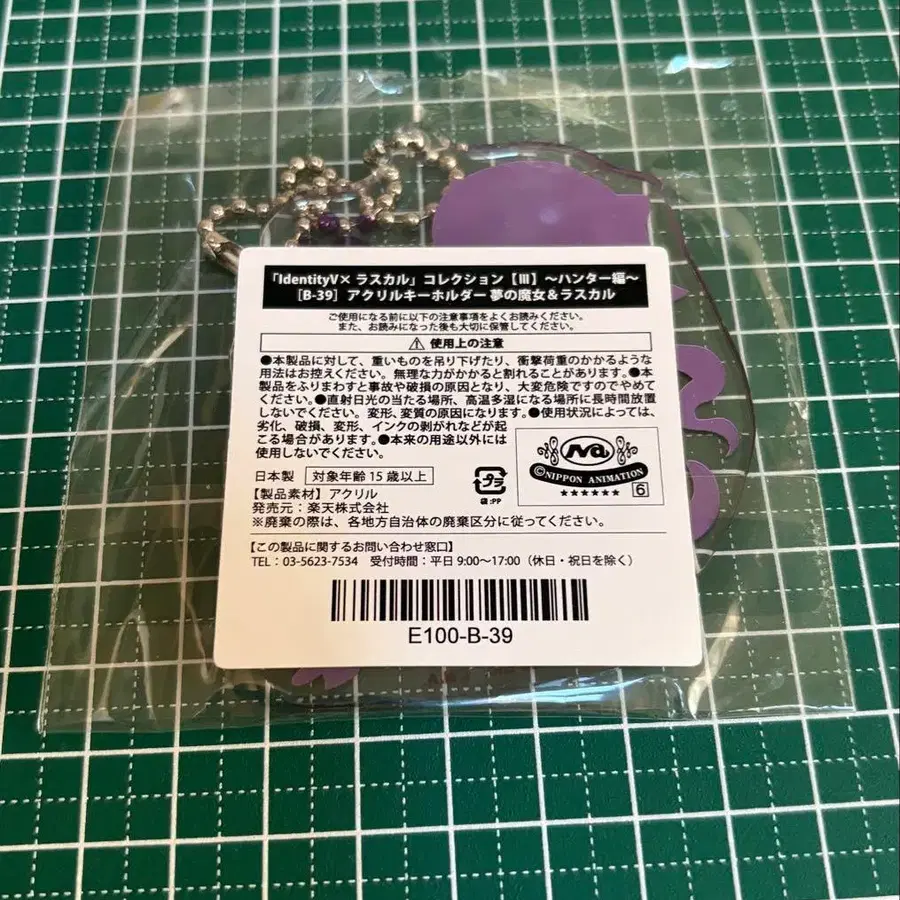 「IdentityV× ラスカル」コレクション【Ⅲ】～ハンター編～
［B-39］アクリルキーホルダー 夢の魔女＆ラスカル
ご使用になる前に以下の注意事項をよくお読みください。
また、お読みになった後も大切に保管してください。
⚠ 使用上の注意
●本製品に対して、重いものを吊り下げたり、衝撃荷重のかかるような
用法はお控えください。無理な力がかかると割れることがあります。●本
製品をふりまわすと事故や破損の原因となり、大変危険ですのでやめて
ください。●直射日光の当たる場所、高温多湿になる場所に長時間放置
しないでください。変形、変質の原因になります。●使用状況によっては、
劣化、破損、変形、インクの剥がれなどが起
こる場合があります。●本来の用途以外には
使用しないでください。
Na
©NIPPON ANIMATION
★★★★★★
6
日本製 対象年齢 15 歳以上
プラ
袋:PP
【製品素材】アクリル
発売元：楽天株式会社
※廃棄の際は、各地方自治体の廃棄区分に従ってください。
【この製品に関するお問い合わせ窓口】
TEL：03-5623-7534 受付時間：平日 9:00～17:00（休日・祝日を除く）
E100-B-39